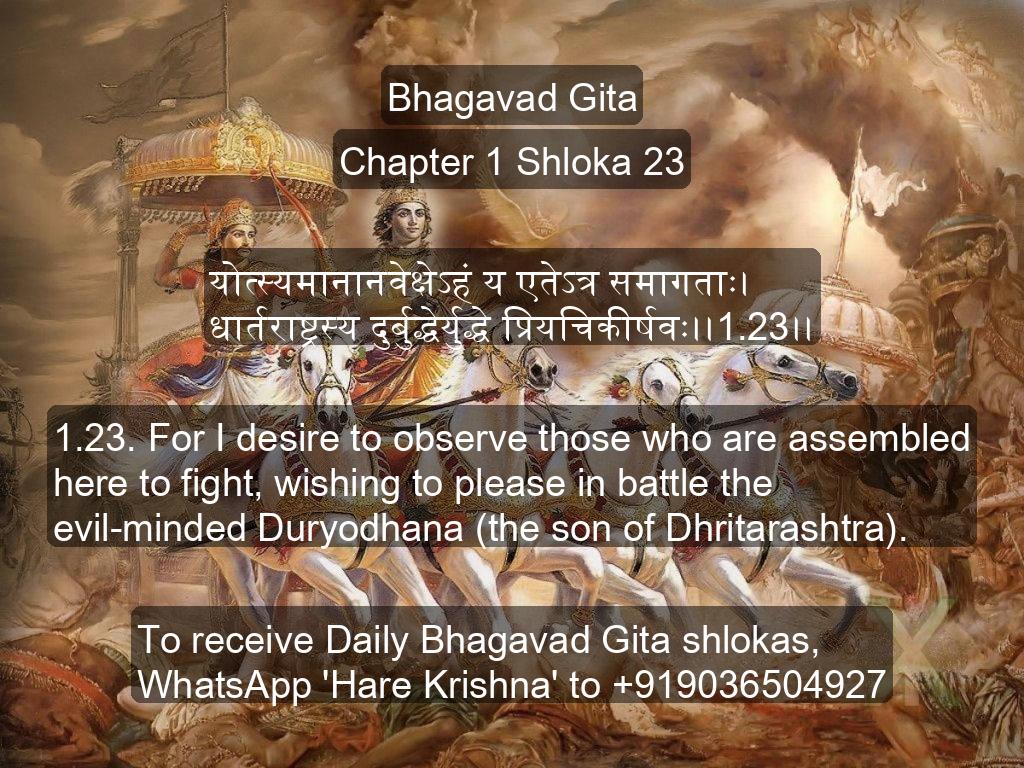 Bhagavad Gita
Chapter 1 Shloka 23
योत्स्यमानानवेक्षेऽहं य एतेऽत्र समागताः।
धार्तराष्ट्रस्य दुर्बुद्धेर्युद्धे प्रियचिकीर्षवः।।1.23।।
1.23. For I desire to observe those who are assembled
here to fight, wishing to please in battle the
evil-minded Duryodhana (the son of Dhritarashtra).
To receive Daily Bhagavad Gita shlokas,
WhatsApp 'Hare Krishna' to +919036504927